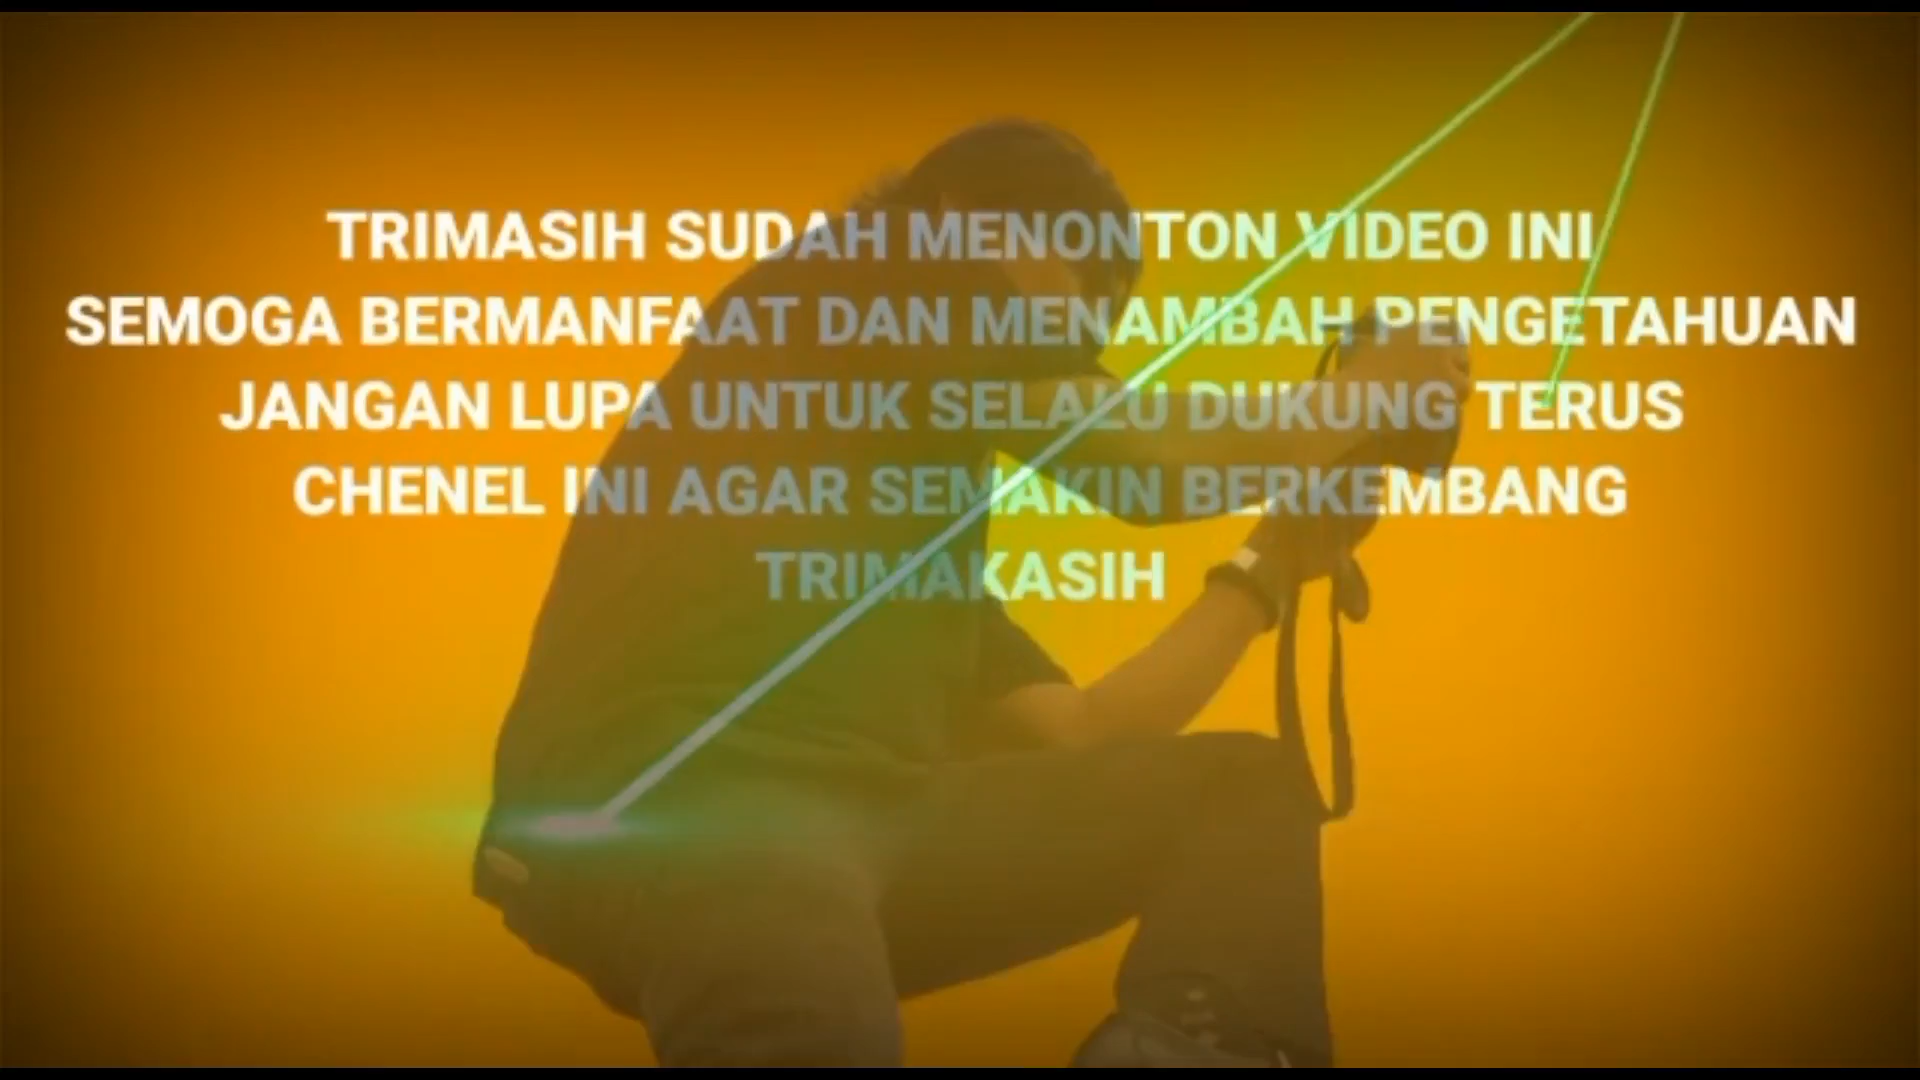 TRIMASIH SUDAH MENONTON VIDEO INI
SEMOGA BERMANFAAT DAN MENAMBAH PENGETAHUAN
JANGAN LUPA UNTUK SELALU DUKUNG TERUS
CHENEL INI AGAR SEMAKIN BERKEMBANG
TRIMAKASIH